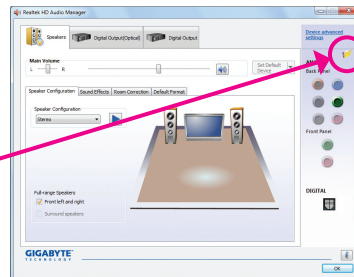 Realtek HD Audio Manager
Speakers
Digital Output(Optical)
Digital Output
Device advanced settings
Main Volume
L
R
Set Default Device
AN
Back Panel
Speaker Configuration
Sound Effects
Room Correction
Default Format
Speaker Configuration
Stereo
Front Panel
Full-range Speakers
Front left and right
Surround speakers
DIGITAL
GIGABYTE
TECHNOLOGY
i
OK